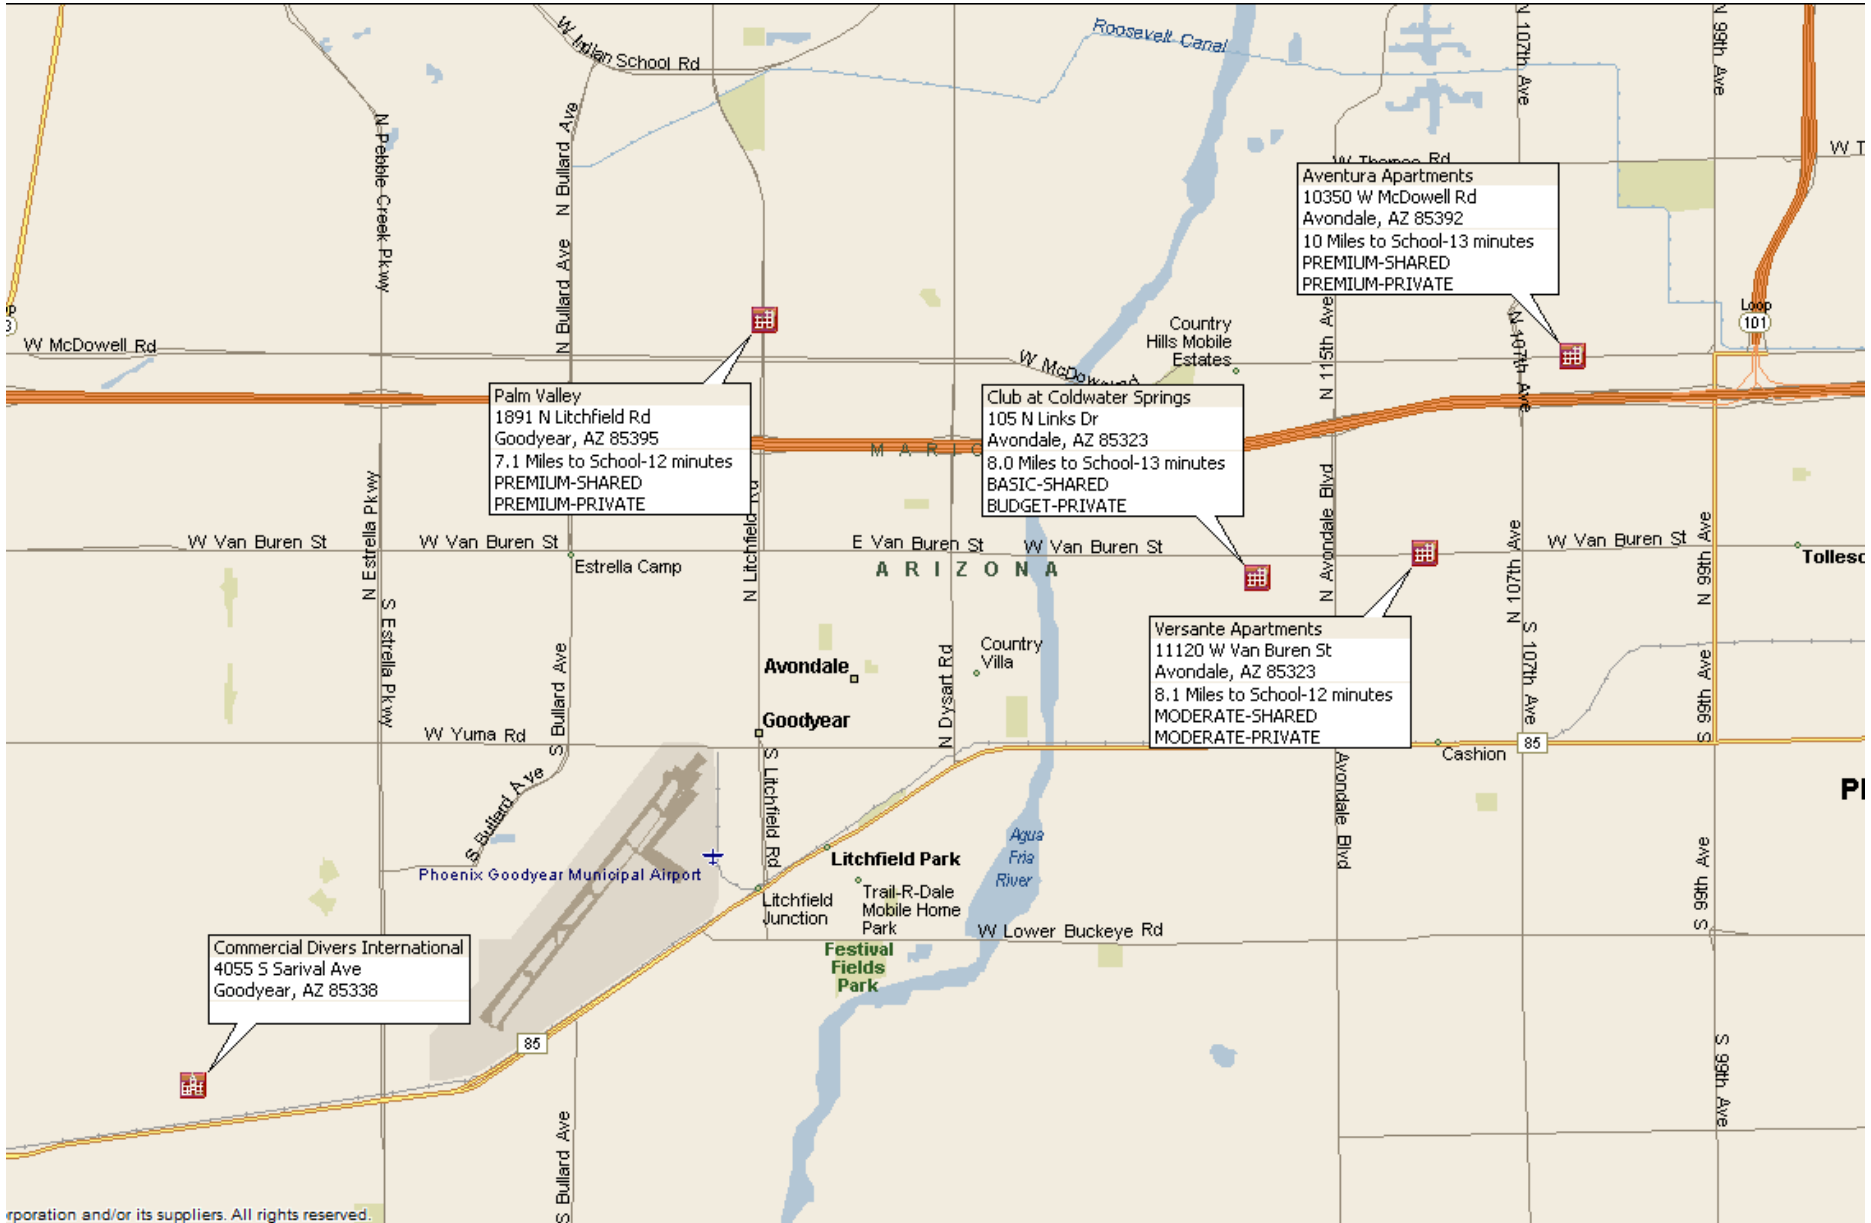 W Indian School Rd
Roosevelt Canal
N 107th Ave
N 99th Ave
N Pebble Creek Pkwy
N Bullard Ave
W Thomas Rd
W T
Aventura Apartments
10350 W McDowell Rd
Avondale, AZ 85392
10 Miles to School-13 minutes
PREMIUM-SHARED
PREMIUM-PRIVATE
N Bullard Ave
N Bullard Ave
N 115th Ave
N 107th Ave
Loop
101
op
3
Country
Hills Mobile
Estates
W McDowell Rd
W McDowell Rd
Palm Valley
1891 N Litchfield Rd
Goodyear, AZ 85395
7.1 Miles to School-12 minutes
PREMIUM-SHARED
PREMIUM-PRIVATE
Club at Coldwater Springs
105 N Links Dr
Avondale, AZ 85323
8.0 Miles to School-13 minutes
BASIC-SHARED
BUDGET-PRIVATE
M A R I C
N Estrella Pkwy
N Litchfield Rd
N Avondale Blvd
N 107th Ave
N 99th Ave
W Van Buren St
W Van Buren St
E Van Buren St
W Van Buren St
W Van Buren St
Estrella Camp
A R I Z O N A
Tollesc
S Estrella Pkwy
S Bullard Ave
Avondale
Country
Villa
N Dysart Rd
Versante Apartments
11120 W Van Buren St
Avondale, AZ 85323
8.1 Miles to School-12 minutes
MODERATE-SHARED
MODERATE-PRIVATE
S 107th Ave
S 99th Ave
Goodyear
W Yuma Rd
85
Cashion
S Bullard Ave
S Litchfield Rd
Avondale Blvd
Pl
Agua
Fria
River
Litchfield Park
Phoenix Goodyear Municipal Airport
Litchfield
Junction
Trail-R-Dale
Mobile Home
Park
S 99th Ave
W Lower Buckeye Rd
Festival
Fields
Park
Commercial Divers International
4055 S Sarival Ave
Goodyear, AZ 85338
85
S 99th Ave
S Bullard Ave
rporation and/or its suppliers. All rights reserved.